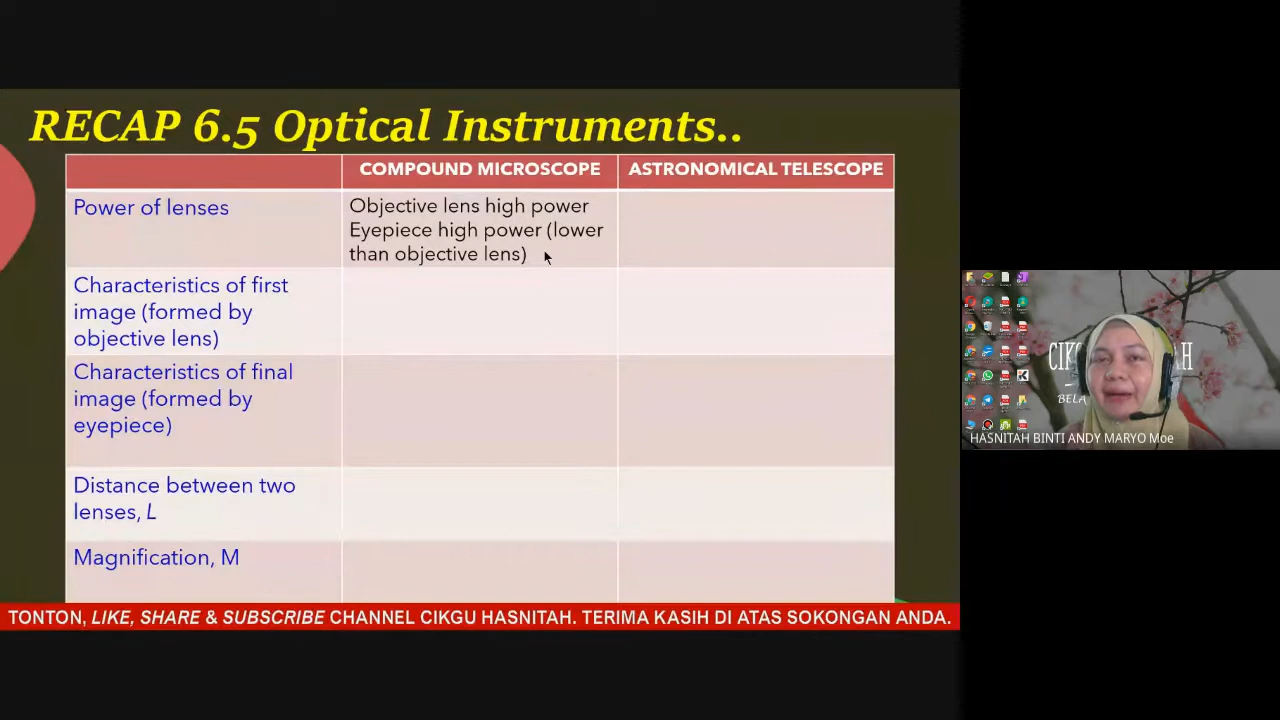 RECAP 6.5 Optical Instruments..
COMPOUND MICROSCOPE
ASTRONOMICAL TELESCOPE
Power of lenses
Objective lens high power
Eyepiece high power (lower
than objective lens)
Characteristics of first
image (formed by
objective lens)
Characteristics of final
image (formed by
eyepiece)
Distance between two
lenses, L
Magnification, M
TONTON, LIKE, SHARE & SUBSCRIBE CHANNEL CIKGU HASNITAH. TERIMA KASIH DI ATAS SOKONGAN ANDA.
HASNITAH BINTI ANDY MARYO Moe